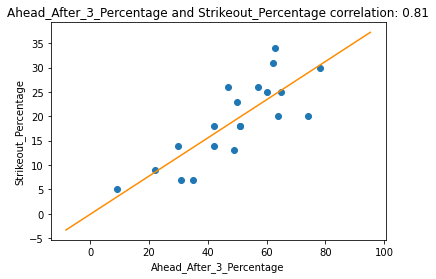 Ahead_After_3_Percentage and Strikeout_Percentage correlation: 0.81
35
30
25
20
15
10
5
0
−5
Strikeout_Percentage
0 20 40 60 80 100
Ahead_After_3_Percentage